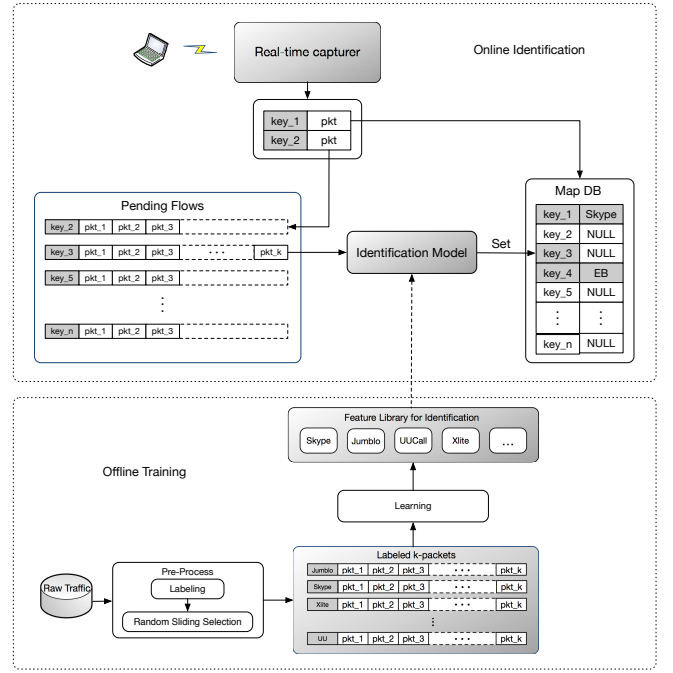 Real-time capturer
Online Identification
key_1 pkt
key_2 pkt
Pending Flows
key_2 pkt_1 pkt_2 pkt_3
key_3 pkt_1 pkt_2 pkt_3 ··· pkt_k
key_5 pkt_1 pkt_2 pkt_3
⋮
key_n pkt_1 pkt_2 pkt_3
Identification Model
Set
Map DB
key_1 Skype
key_2 NULL
key_3 NULL
key_4 EB
key_5 NULL
⋮ ⋮
key_n NULL
Feature Library for Identification
Skype Jumblo UUCall Xlite ...
Offline Training
Learning
Raw Traffic
Pre-Process
Labeling
Random Sliding Selection
Labeled k-packets
Jumblo pkt_1 pkt_2 pkt_3 ··· pkt_k
Skype pkt_1 pkt_2 pkt_3 ··· pkt_k
Xlite pkt_1 pkt_2 pkt_3 ··· pkt_k
⋮
UU pkt_1 pkt_2 pkt_3 ··· pkt_k